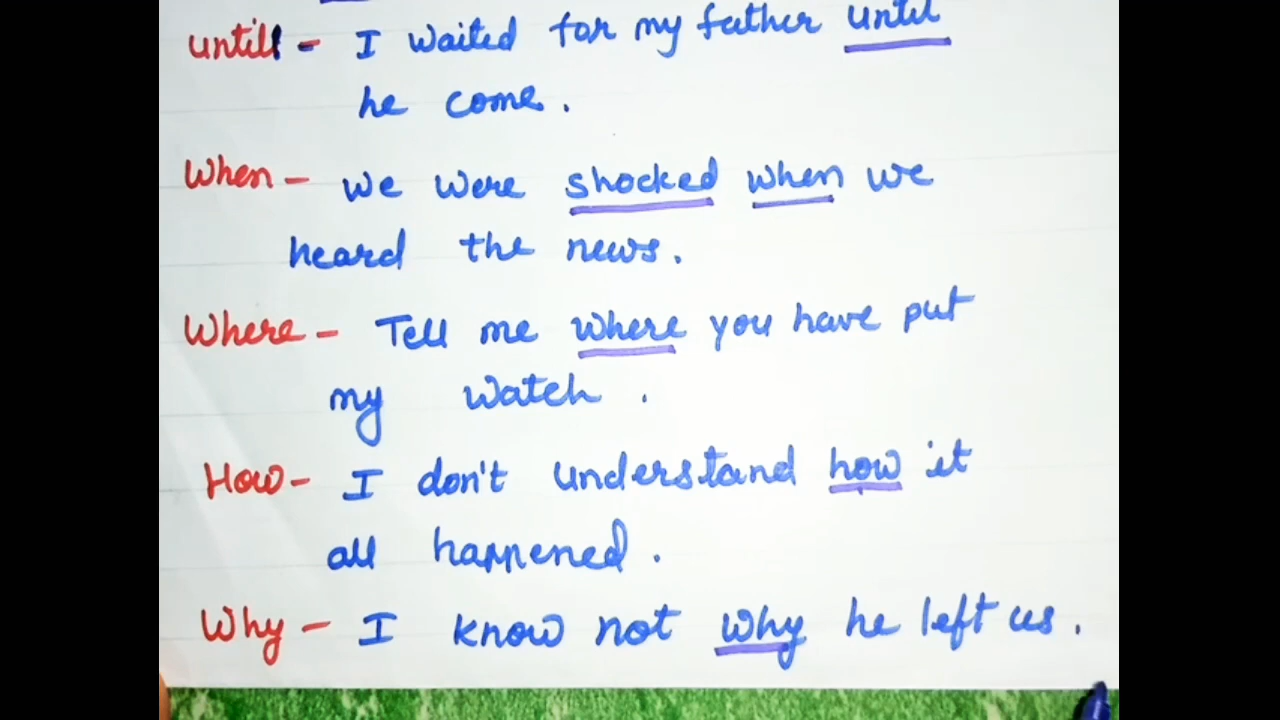 untill - I waited for my father until
he come.
When - we were shocked when we
heard the news.
Where - Tell me where you have put
my watch.
How - I don't understand how it
all happened.
Why - I know not why he left us.